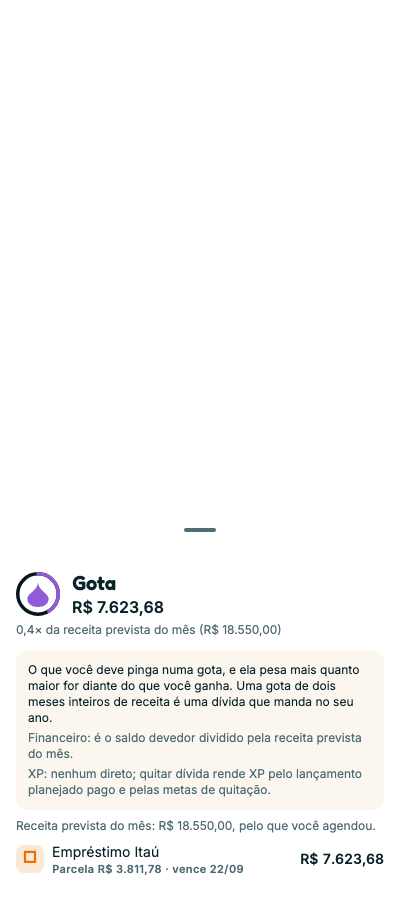 Gota
R$ 7.623,68
0,4× da receita prevista do mês (R$ 18.550,00)
O que você deve pinga numa gota, e ela pesa mais quanto
maior for diante do que você ganha. Uma gota de dois
meses inteiros de receita é uma dívida que manda no seu
ano.
Financeiro: é o saldo devedor dividido pela receita prevista
do mês.
XP: nenhum direto; quitar dívida rende XP pelo lançamento
planejado pago e pelas metas de quitação.
Receita prevista do mês: R$ 18.550,00, pelo que você agendou.
Empréstimo Itaú
R$ 7.623,68
Parcela R$ 3.811,78 · vence 22/09